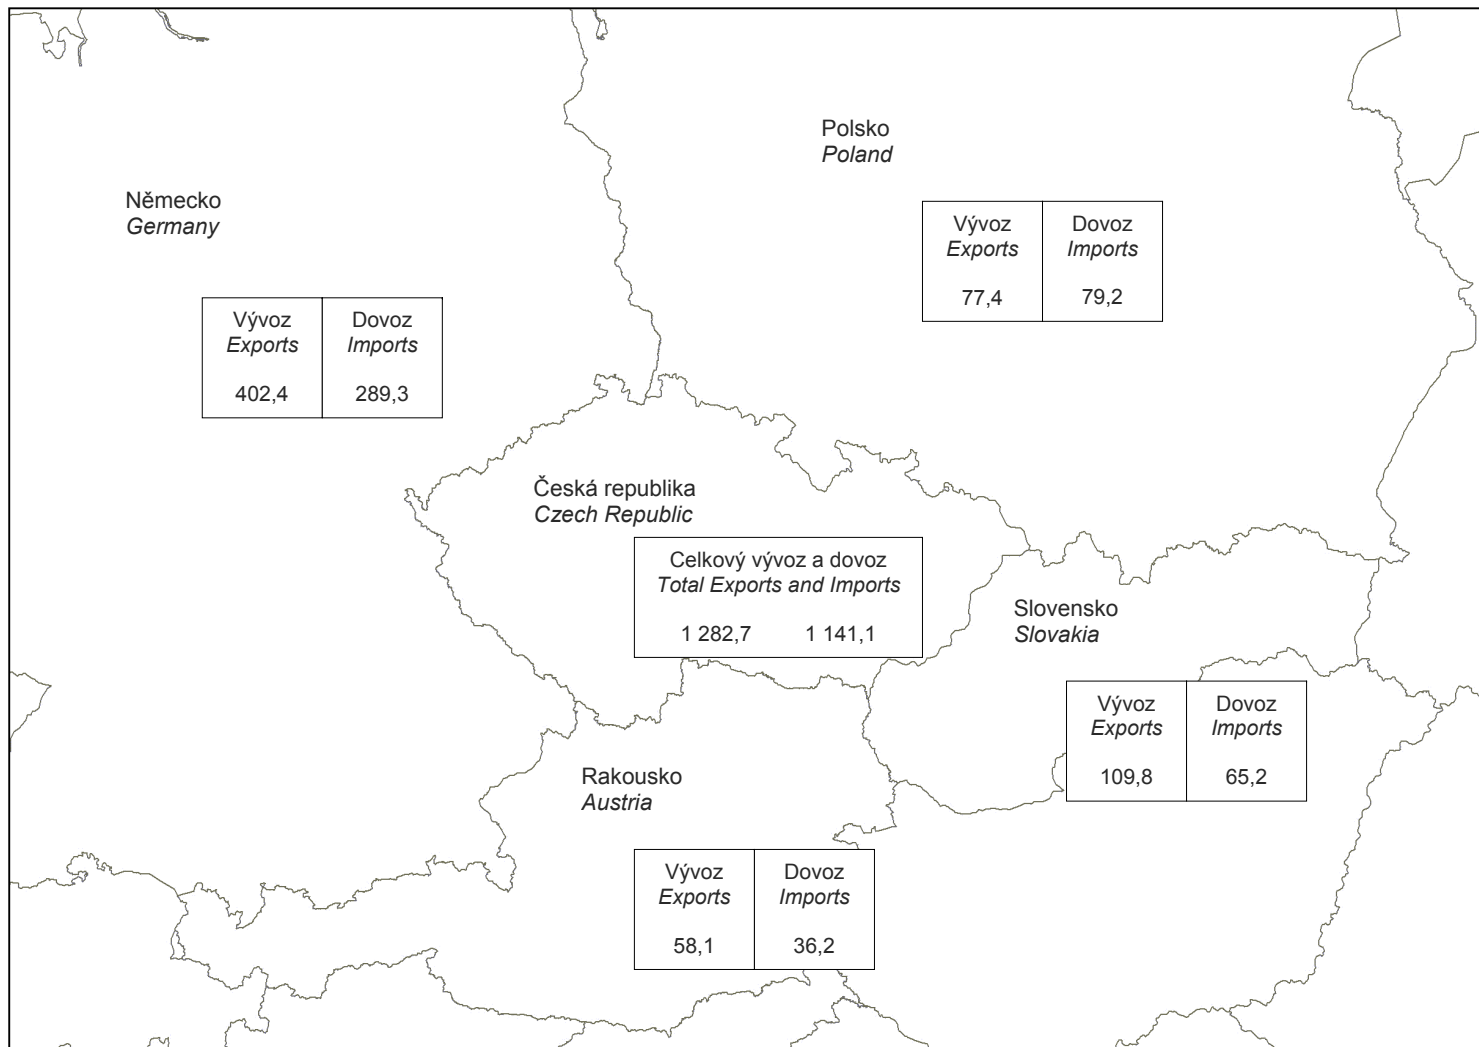 Polsko
Poland
Německo
Germany
Vývoz
Exports
77,4
Dovoz
Imports
79,2
Vývoz
Exports
402,4
Dovoz
Imports
289,3
Česká republika
Czech Republic
Celkový vývoz a dovoz
Total Exports and Imports
1 282,7 1 141,1
Slovensko
Slovakia
Vývoz
Exports
109,8
Dovoz
Imports
65,2
Rakousko
Austria
Vývoz
Exports
58,1
Dovoz
Imports
36,2